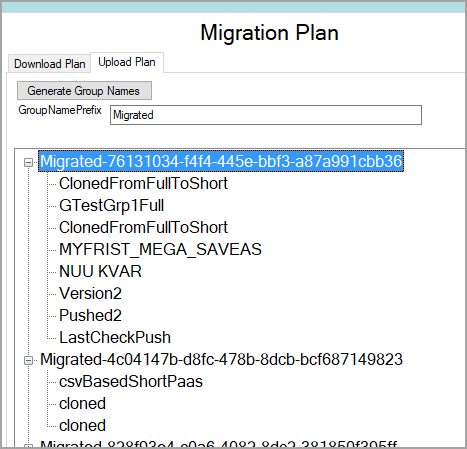 Migration Plan
Download Plan
Upload Plan
Generate Group Names
GroupNamePrefix
Migrated
Migrated-76131034-f4f4-445e-bbf3-a87a991cbb36
ClonedFromFullToShort
GTestGrp1Full
ClonedFromFullToShort
MYFRIST_MEGA_SAVEAS
NUU KVAR
Version2
Pushed2
LastCheckPush
Migrated-4c04147b-d8fc-478b-8dcb-bcf687149823
csvBasedShortPaas
cloned
cloned